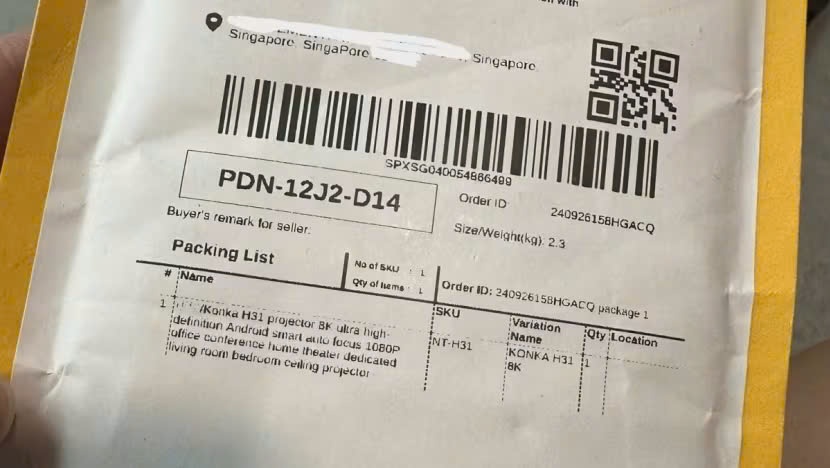 with
Singapore, SingaPore
Singapore
SPXSG040054866499
PDN-12J2-D14
Order ID
240926158HGACQ
Buyer's remark for seller:
Size/Weight(kg): 2.3
Packing List
No of SKU : 1
Qty of Items : 1
Order ID: 240926158HGACQ package 1
# Name
SKU
Variation
Name
Qty
Location
1
/Konka H31 projector 8K ultra high-
definition Android smart auto focus 1080P
office conference home theater dedicated
living room bedroom ceiling projector
NT-H31
KONKA H31
8K
1